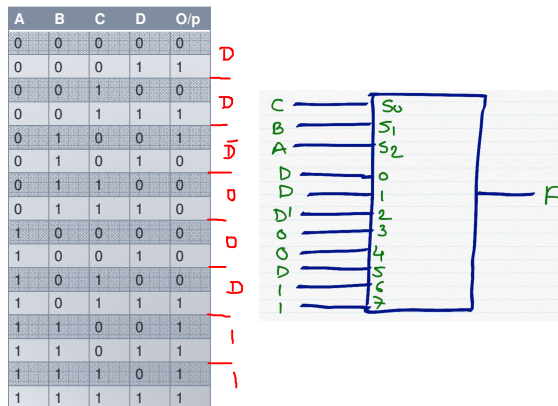 A B C D O/p
0 0 0 0 0
0 0 0 1 1
D
0 0 1 0 0
0 0 1 1 1
D
0 1 0 0 1
0 1 0 1 0
D̅
0 1 1 0 0
0 1 1 1 0
0
1 0 0 0 0
1 0 0 1 0
0
1 0 1 0 0
1 0 1 1 1
D
1 1 0 0 1
1 1 0 1 1
1
1 1 1 0 1
1 1 1 1 1
1
C S0
B S1
A S2
D 0
D 1
D' 2
0 3
0 4
D 5
1 6
1 7
F